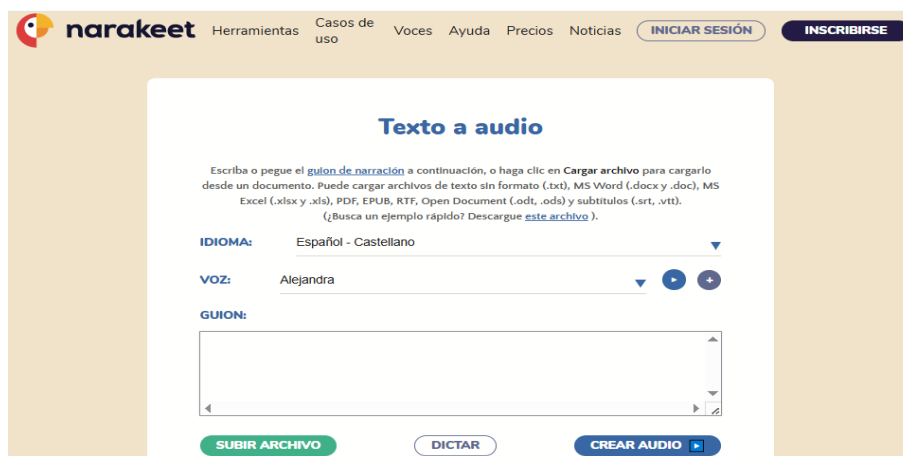 narakeet Herramientas Casos de uso Voces Ayuda Precios Noticias INICIAR SESIÓN INSCRIBIRSE
Texto a audio
Escriba o pegue el guion de narración a continuación, o haga clic en Cargar archivo para cargarlo
desde un documento. Puede cargar archivos de texto sin formato (.txt), MS Word (.docx y .doc), MS
Excel (.xlsx y .xls), PDF, EPUB, RTF, Open Document (.odt, .ods) y subtítulos (.srt, .vtt).
(¿Busca un ejemplo rápido? Descargue este archivo ).
IDIOMA: Español - Castellano
VOZ: Alejandra
GUION:
SUBIR ARCHIVO DICTAR CREAR AUDIO